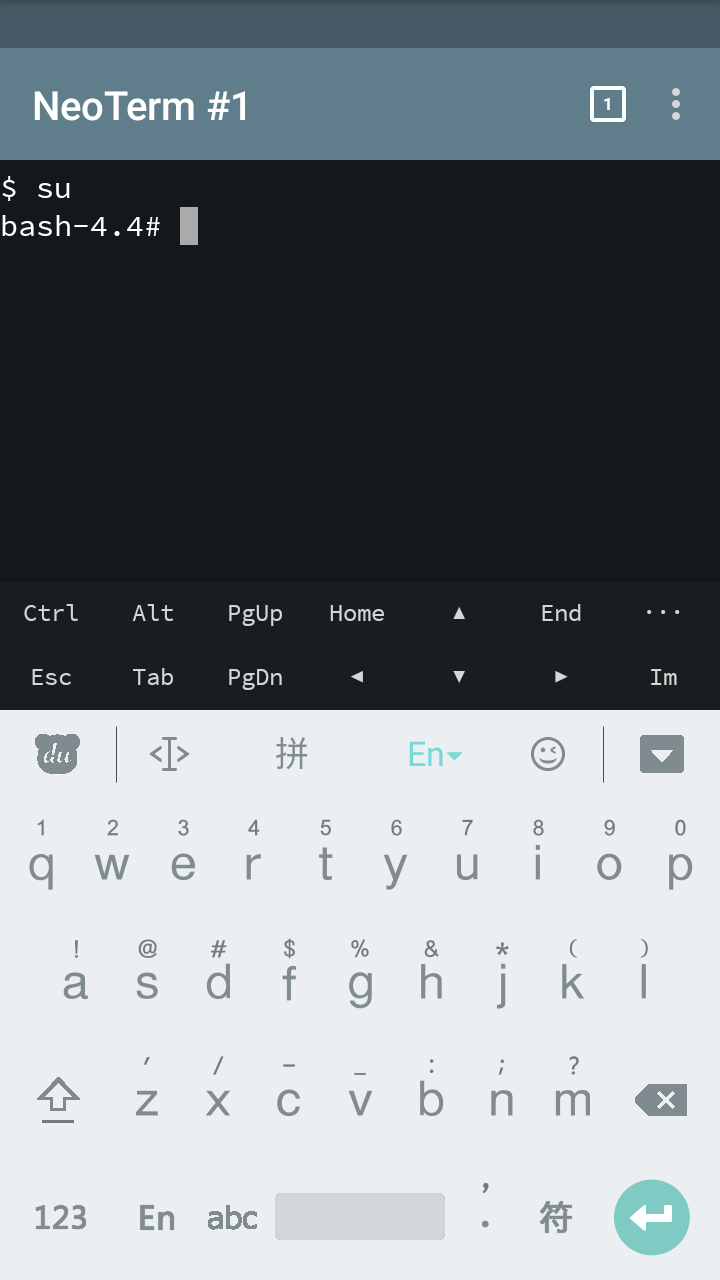 NeoTerm #1
1
$ su
bash-4.4#
Ctrl Alt PgUp Home ▲ End ···
Esc Tab PgDn ◄ ▼ ► Im
du 拼 En
1 2 3 4 5 6 7 8 9 0
q w e r t y u i o p
! @ # $ % & * ( )
a s d f g h j k l
' / - _ : ; ?
z x c v b n m
,
123 En abc . 符